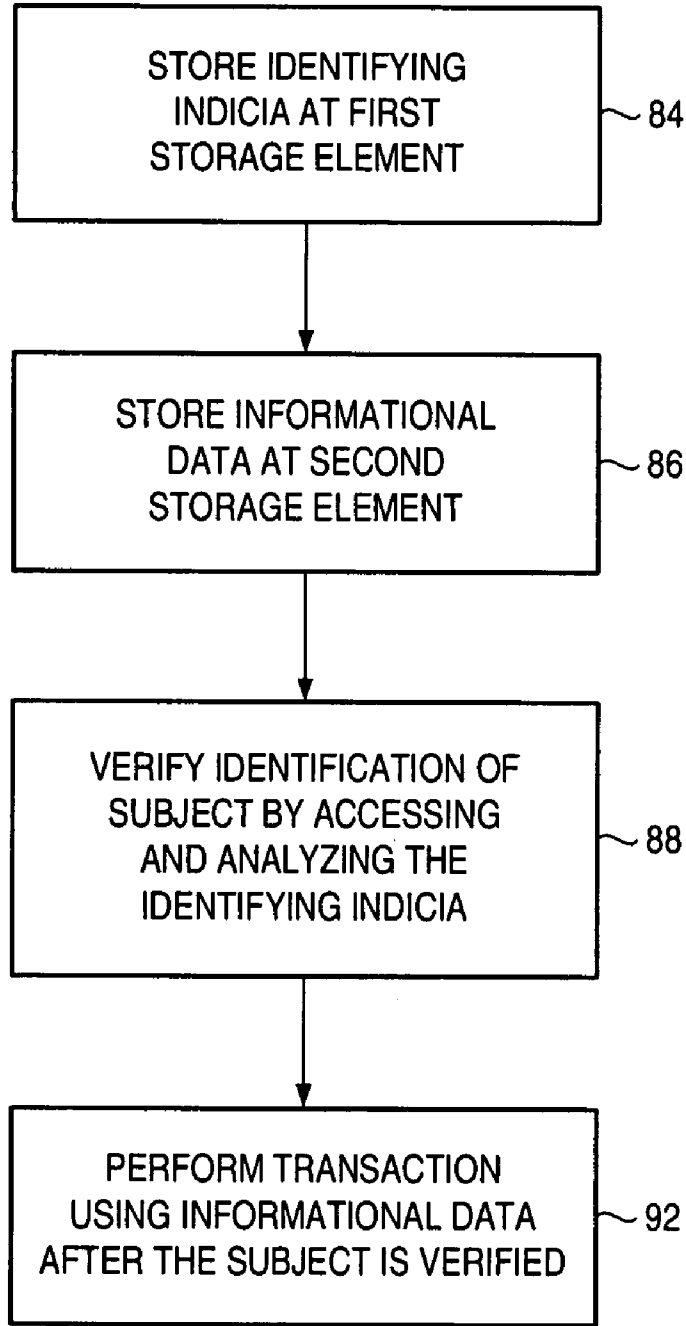 STORE IDENTIFYING
INDICIA AT FIRST
STORAGE ELEMENT
84
STORE INFORMATIONAL
DATA AT SECOND
STORAGE ELEMENT
86
VERIFY IDENTIFICATION OF
SUBJECT BY ACCESSING
AND ANALYZING THE
IDENTIFYING INDICIA
88
PERFORM TRANSACTION
USING INFORMATIONAL DATA
AFTER THE SUBJECT IS VERIFIED
92